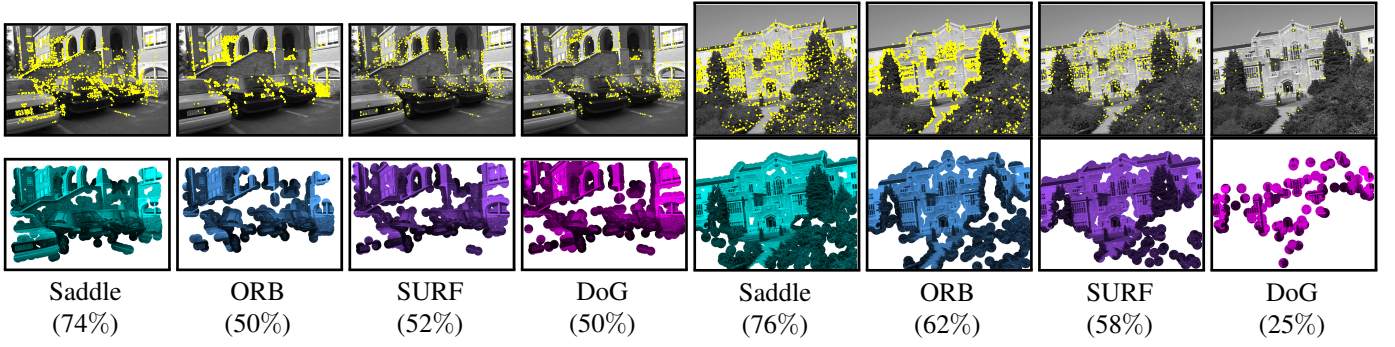 Saddle ORB SURF DoG Saddle ORB SURF DoG
(74%) (50%) (52%) (50%) (76%) (62%) (58%) (25%)